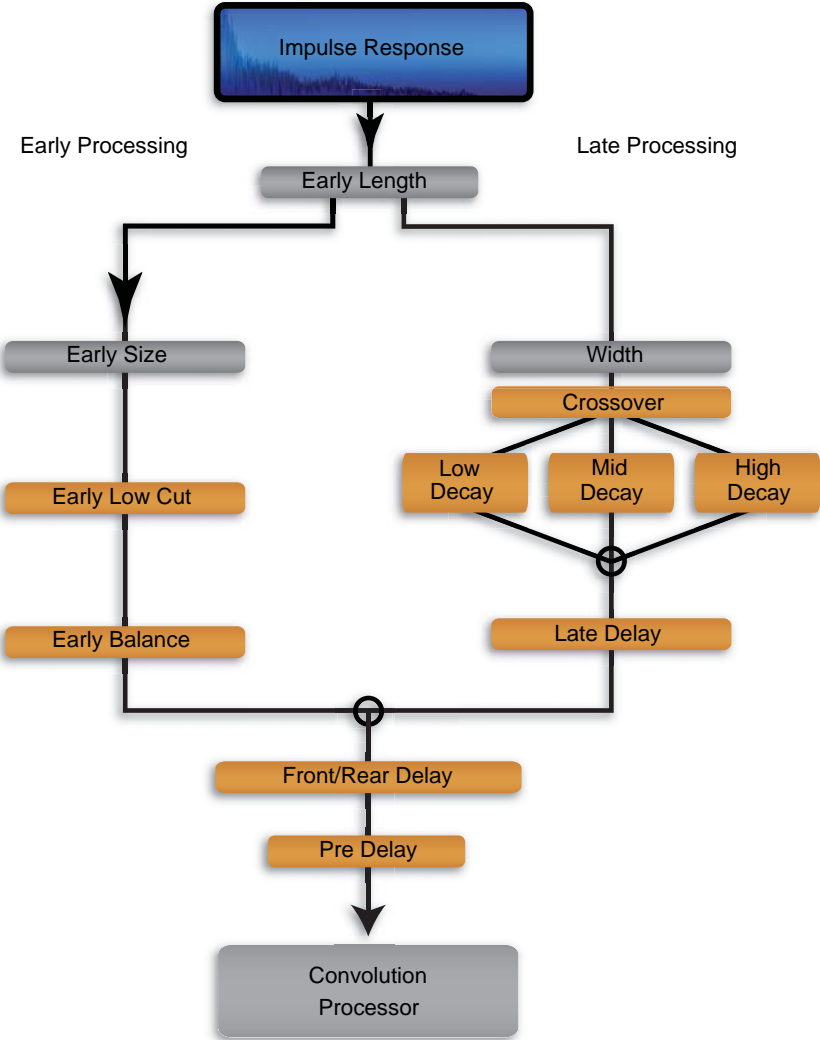 Impulse Response
Early Processing
Late Processing
Early Length
Early Size
Width
Crossover
Low
Decay
Mid
Decay
High
Decay
Early Low Cut
Early Balance
Late Delay
Front/Rear Delay
Pre Delay
Convolution
Processor